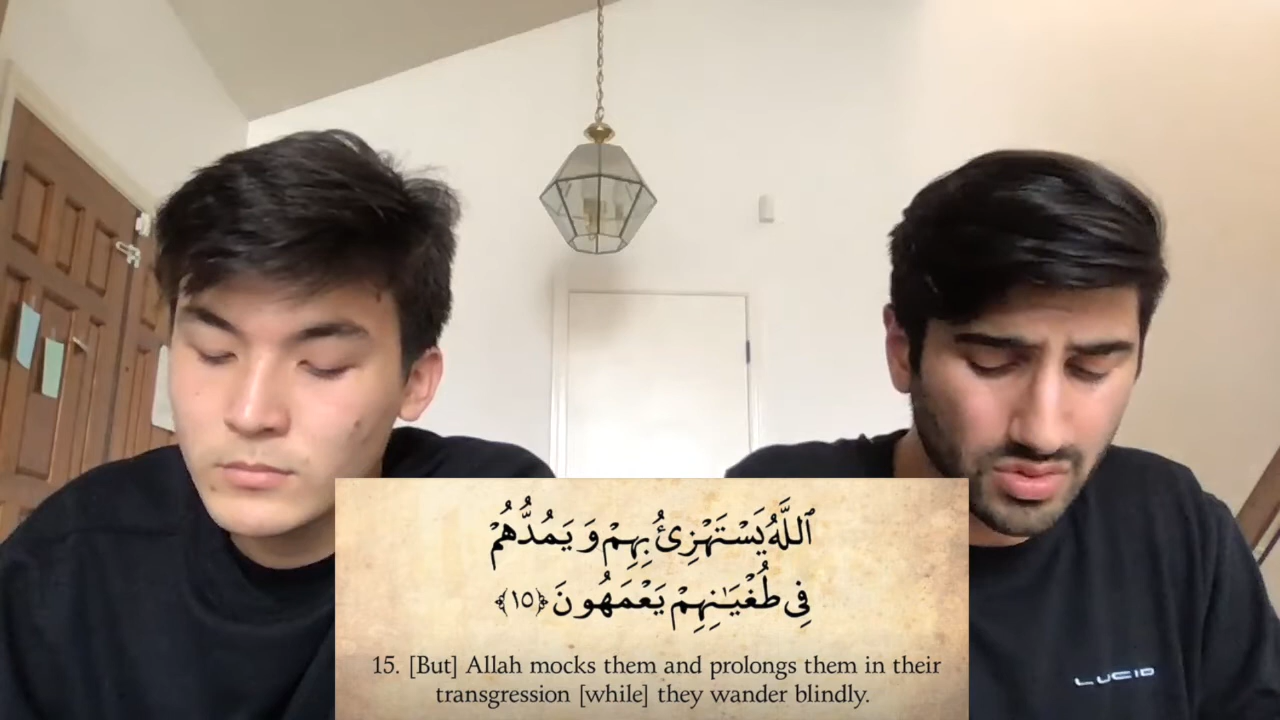 ٱللَّهُ يَسْتَهْزِئُ بِهِمْ وَ يَمُدُّهُمْ
فِى طُغْيَـٰنِهِمْ يَعْمَهُونَ ﴿١٥﴾
15. [But] Allah mocks them and prolongs them in their
transgression [while] they wander blindly.
LUCID